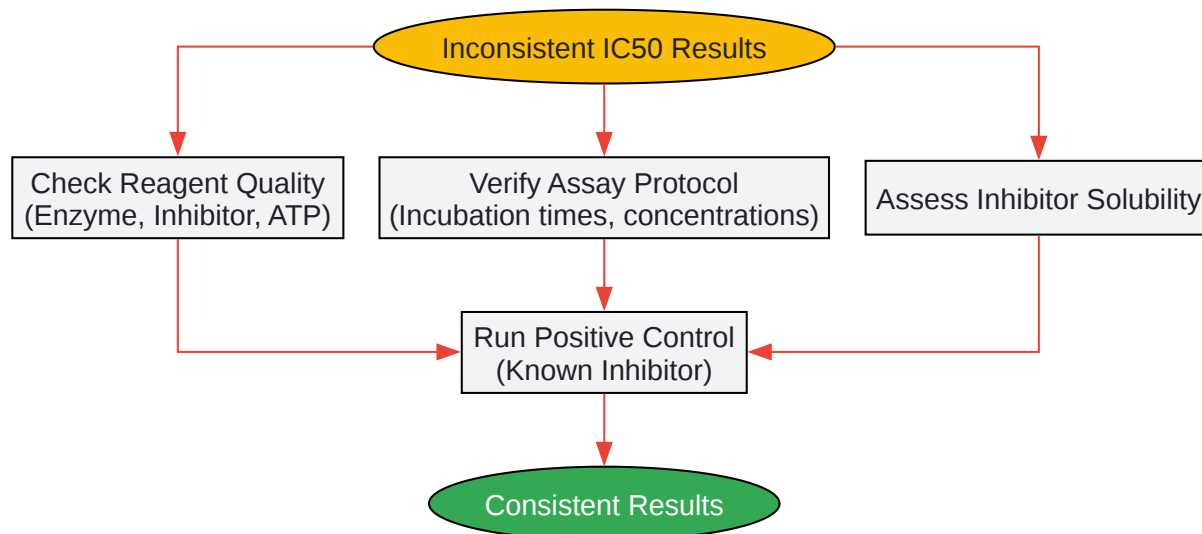 Inconsistent IC50 Results
Check Reagent Quality
(Enzyme, Inhibitor, ATP)
Verify Assay Protocol
(Incubation times, concentrations)
Assess Inhibitor Solubility
Run Positive Control
(Known Inhibitor)
Consistent Results